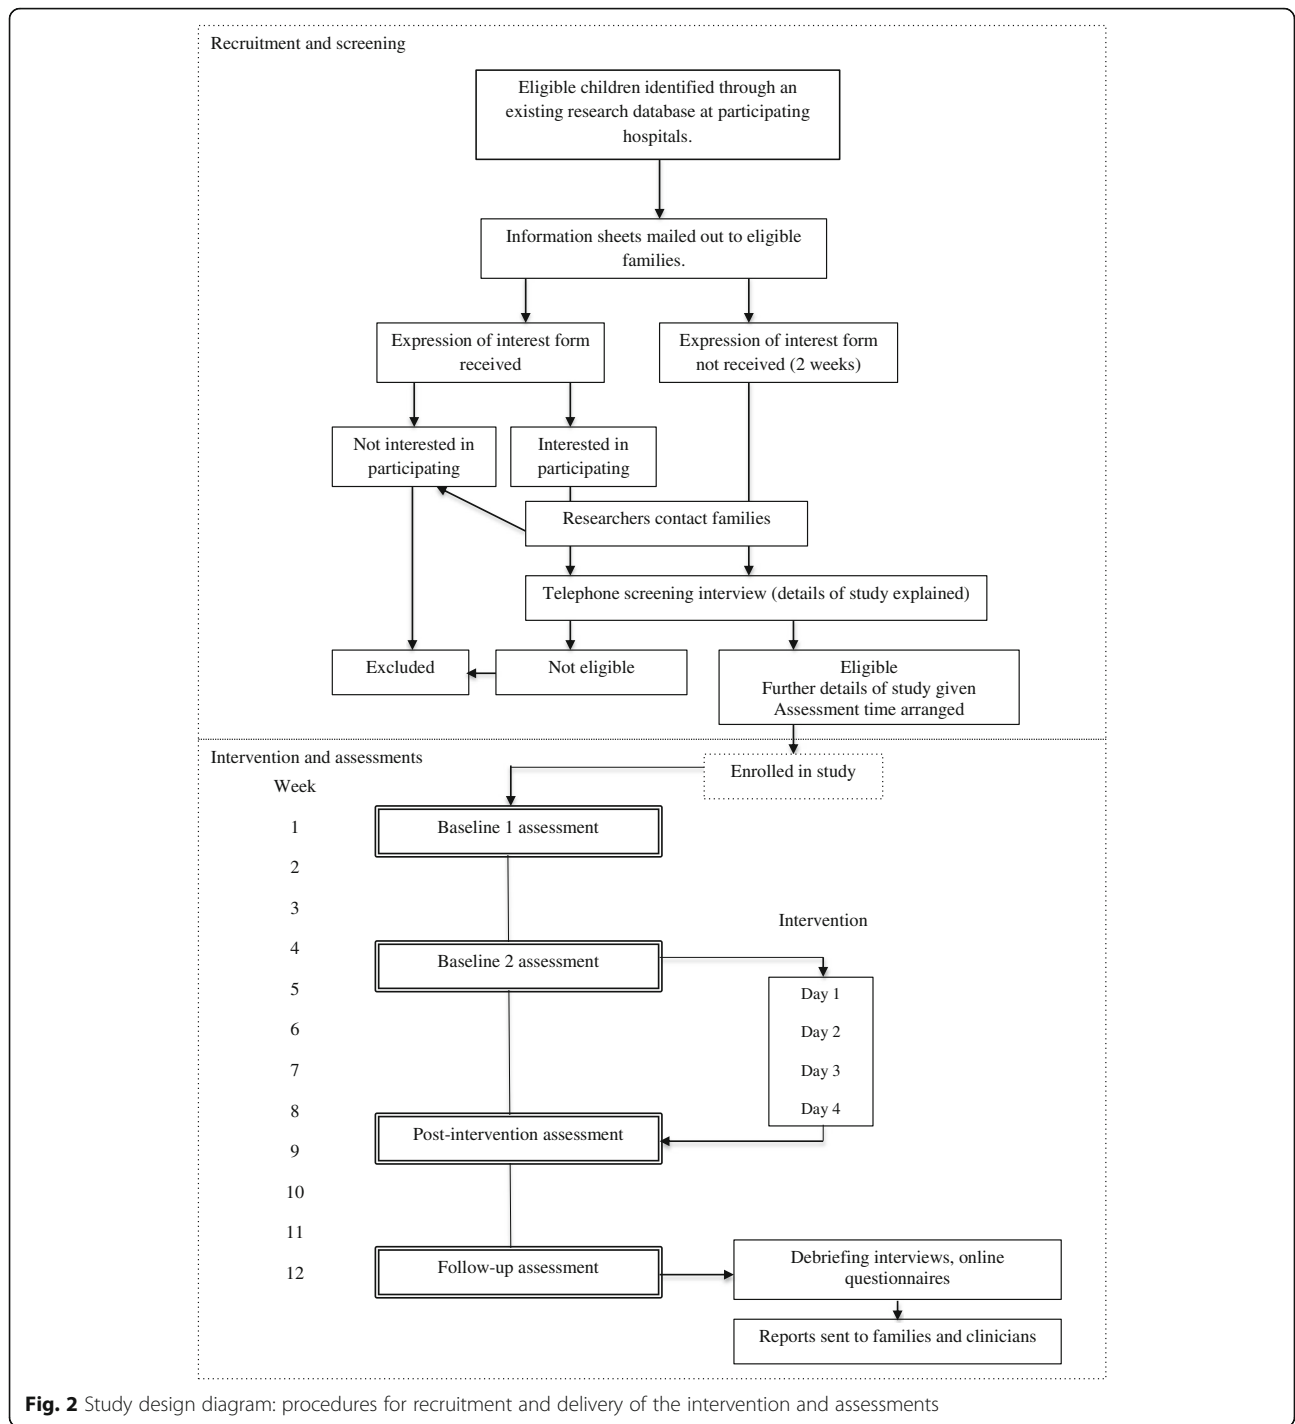 Recruitment and screening
Eligible children identified through an
existing research database at participating
hospitals.
Information sheets mailed out to eligible
families.
Expression of interest form
received
Expression of interest form
not received (2 weeks)
Not interested in
participating
Interested in
participating
Researchers contact families
Telephone screening interview (details of study explained)
Excluded
Not eligible
Eligible
Further details of study given
Assessment time arranged
Intervention and assessments
Enrolled in study
Week
1
Baseline 1 assessment
2
3
Intervention
4
Baseline 2 assessment
5
Day 1
6
Day 2
7
Day 3
8
Day 4
Post-intervention assessment
9
10
11
12
Follow-up assessment
Debriefing interviews, online
questionnaires
Reports sent to families and clinicians
Fig. 2 Study design diagram: procedures for recruitment and delivery of the intervention and assessments